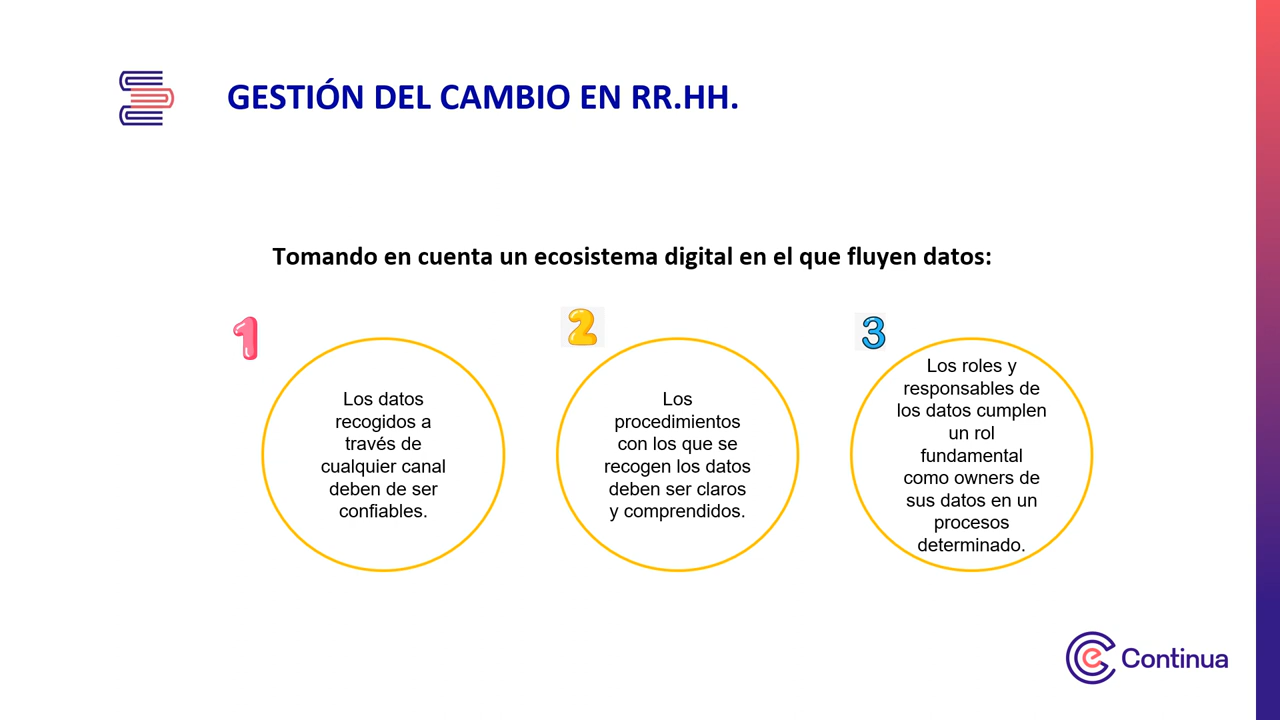 GESTIÓN DEL CAMBIO EN RR.HH.
Tomando en cuenta un ecosistema digital en el que fluyen datos:
1
Los datos
recogidos a
través de
cualquier canal
deben de ser
confiables.
2
Los
procedimientos
con los que se
recogen los datos
deben ser claros
y comprendidos.
3
Los roles y
responsables de
los datos cumplen
un rol
fundamental
como owners de
sus datos en un
procesos
determinado.
Continua